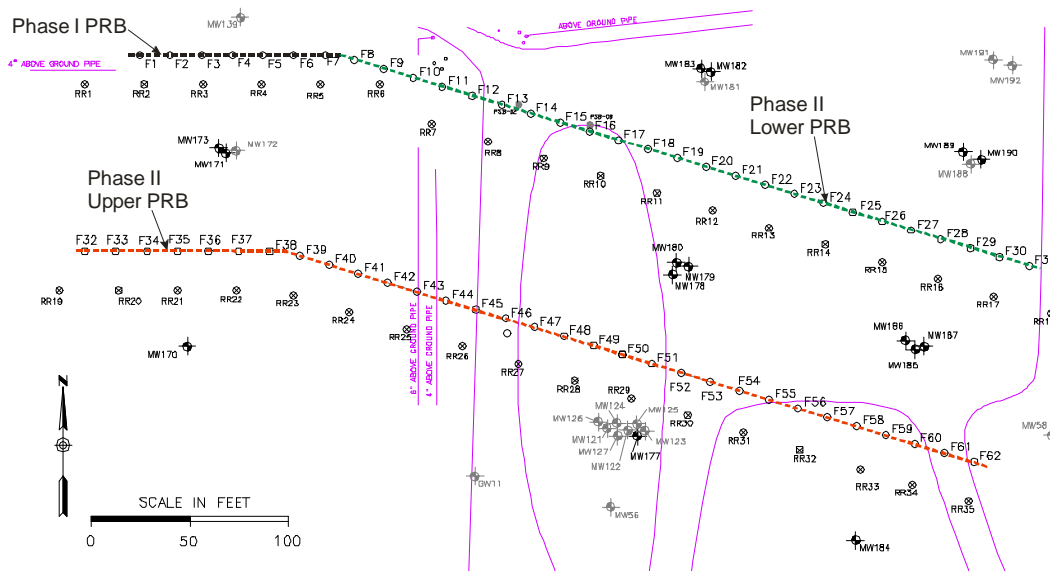 Phase I PRB
MW139
ABOVE GROUND PIPE
4" ABOVE GROUND PIPE
F1 F2 F3 F4 F5 F6 F7 F8 F9 F10 F11 F12 F13 F14 F15 F16 F17 F18 F19 F20 F21 F22 F23 F24 F25 F26 F27 F28 F29 F30 F3
MW183 MW182
MW181
MW191
MW192
RR1 RR2 RR3 RR4 RR5 RR6 RR7 RR8 RR9 RR10 RR11 RR12 RR13 RR14 RR15 RR16 RR17 RR1
Phase II
Lower PRB
MW173 MW172
MW171
MW189 MW190
MW188
Phase II
Upper PRB
F32 F33 F34 F35 F36 F37 F38 F39 F40 F41 F42 F43 F44 F45 F46 F47 F48 F49 F50 F51 F52 F53 F54 F55 F56 F57 F58 F59 F60 F61 F62
MW180
MW179
MW178
RR19 RR20 RR21 RR22 RR23 RR24 RR25 RR26 RR27 RR28 RR29 RR30 RR31 RR32 RR33 RR34 RR35
6" ABOVE GROUND PIPE
4" ABOVE GROUND PIPE
MW170
MW186
MW187
MW185
MW124
MW126 MW125
MW121 MW123
MW127
MW122 MW177
MW58
N
GW11
MW56
MW184
SCALE IN FEET
0 50 100